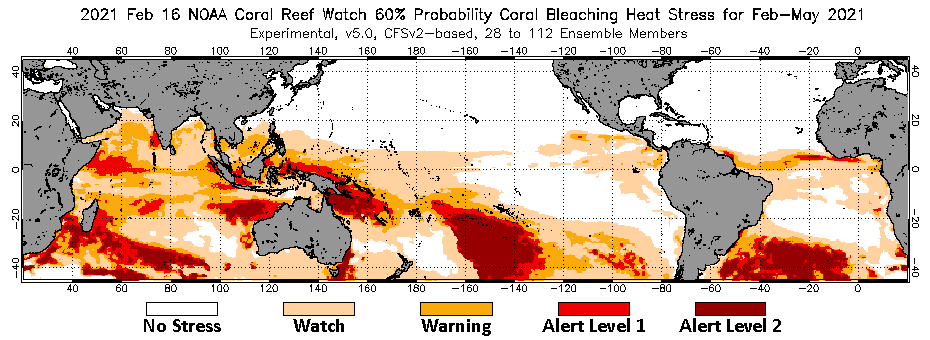 2021 Feb 16 NOAA Coral Reef Watch 60% Probability Coral Bleaching Heat Stress for Feb-May 2021
Experimental, v5.0, CFSv2-based, 28 to 112 Ensemble Members
40 60 80 100 120 140 160 180 -160 -140 -120 -100 -80 -60 -40 -20 0
40 40
20 20
0 0
-20 -20
-40 -40
40 60 80 100 120 140 160 180 -160 -140 -120 -100 -80 -60 -40 -20 0
No Stress Watch Warning Alert Level 1 Alert Level 2